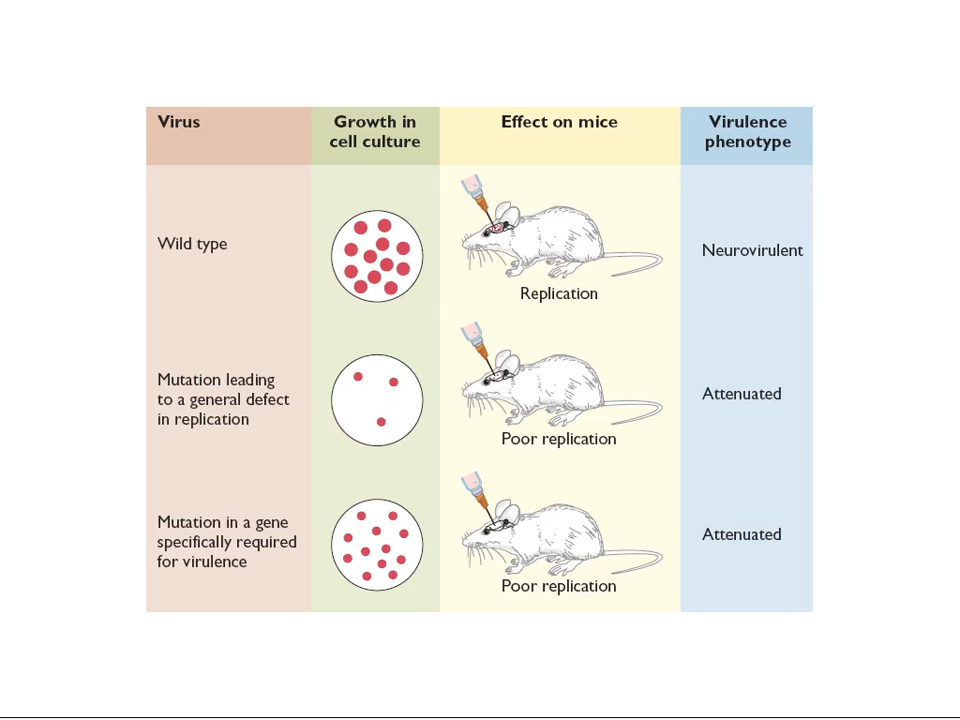 Virus
Growth in
cell culture
Effect on mice
Virulence
phenotype
Wild type
Replication
Neurovirulent
Mutation leading
to a general defect
in replication
Poor replication
Attenuated
Mutation in a gene
specifically required
for virulence
Poor replication
Attenuated